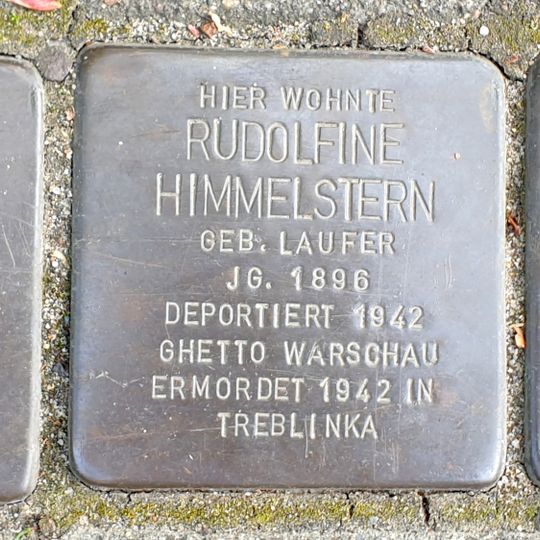 HIER WOHNTE
RUDOLFINE
HIMMELSTERN
GEB. LAUFER
JG. 1896
DEPORTIERT 1942
GHETTO WARSCHAU
ERMORDET 1942 IN
TREBLINKA